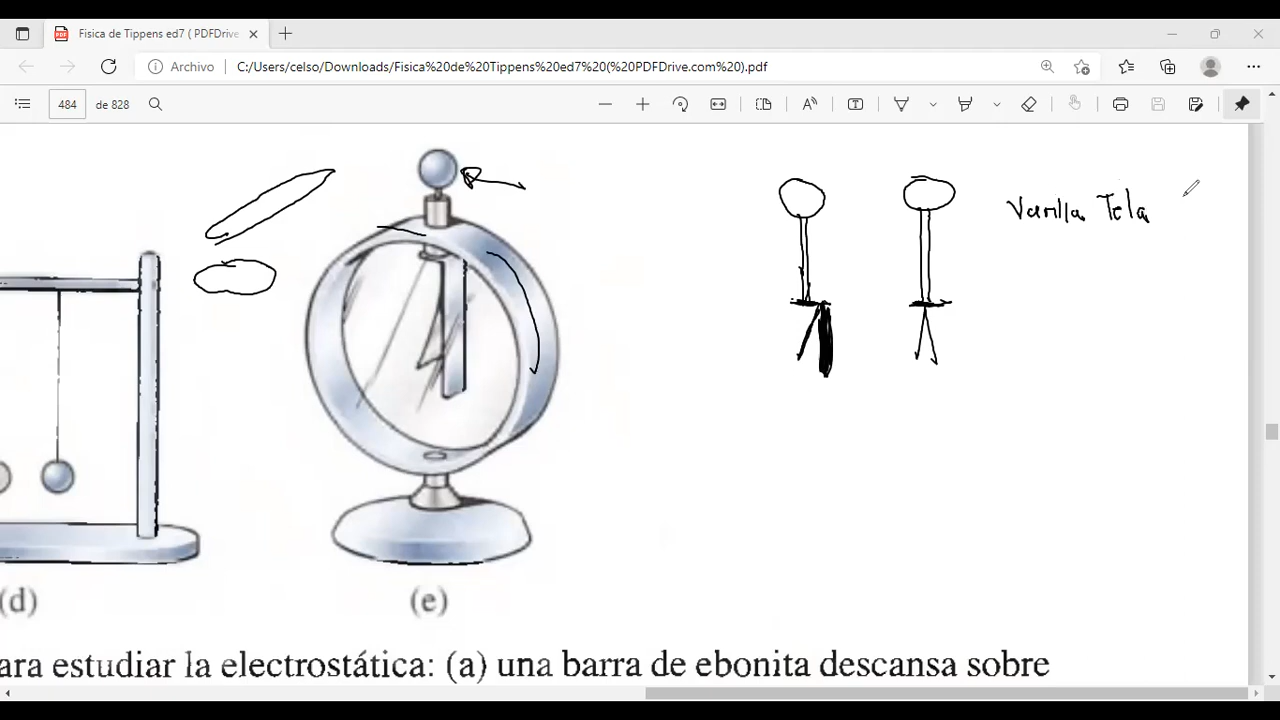 Fisica de Tippens ed7 ( PDFDrive
Archivo
C:/Users/celso/Downloads/Fisica%20de%20Tippens%20ed7%20(%20PDFDrive.com%20).pdf
484 de 828
Varilla Tela
(d)
(e)
ara estudiar la electrostática: (a) una barra de ebonita descansa sobre